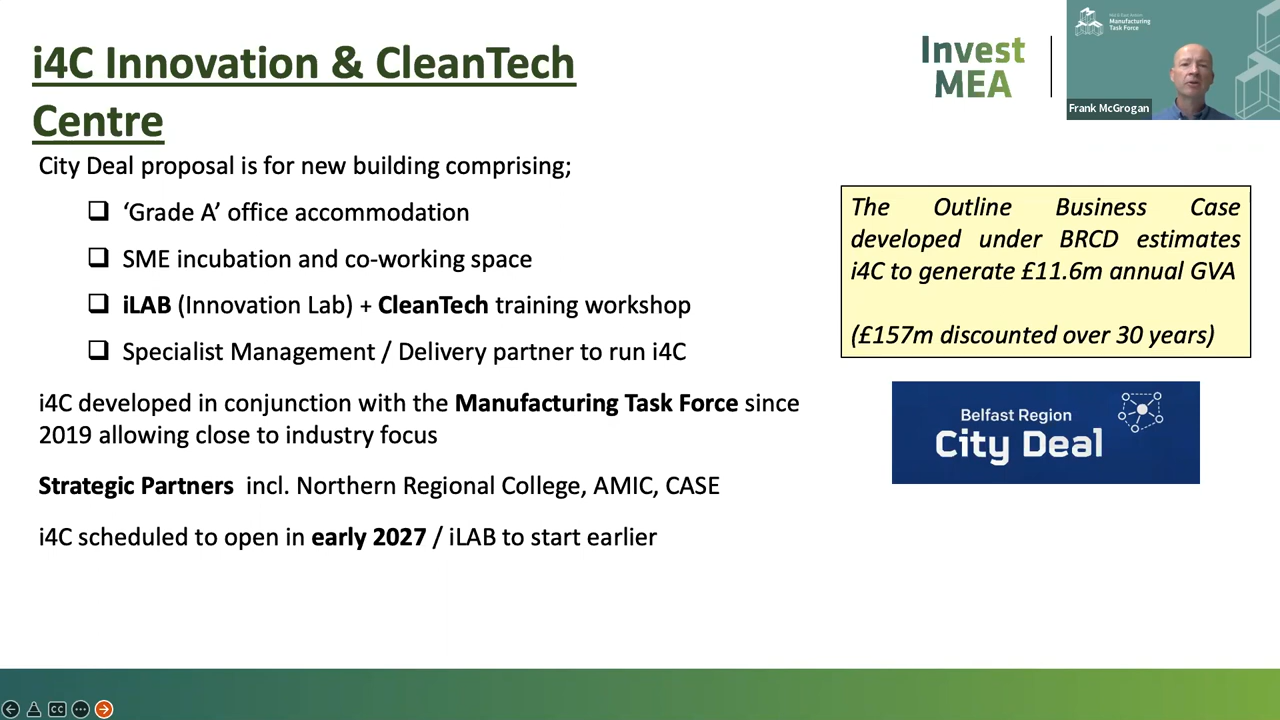 i4C Innovation & CleanTech
Centre
Invest
MEA
Mid & East Antrim
Manufacturing
Task Force
Frank McGrogan
City Deal proposal is for new building comprising;
‘Grade A’ office accommodation
SME incubation and co-working space
iLAB (Innovation Lab) + CleanTech training workshop
Specialist Management / Delivery partner to run i4C
i4C developed in conjunction with the Manufacturing Task Force since
2019 allowing close to industry focus
Strategic Partners incl. Northern Regional College, AMIC, CASE
i4C scheduled to open in early 2027 / iLAB to start earlier
The Outline Business Case
developed under BRCD estimates
i4C to generate £11.6m annual GVA
(£157m discounted over 30 years)
Belfast Region
City Deal
CC